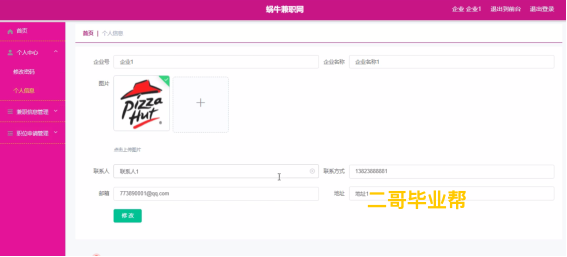 蜗牛兼职网
企业 企业1 退出到前台 退出登录
首页
个人中心
修改密码
个人信息
兼职信息管理
职位申请管理
首页 | 个人信息
企业号 企业1 企业名称 企业名称1
图片
Pizza Hut
点击上传图片
联系人 联系人1 联系方式 13823888881
邮箱 773890001@qq.com 地址 地址1
二哥毕业帮
修改